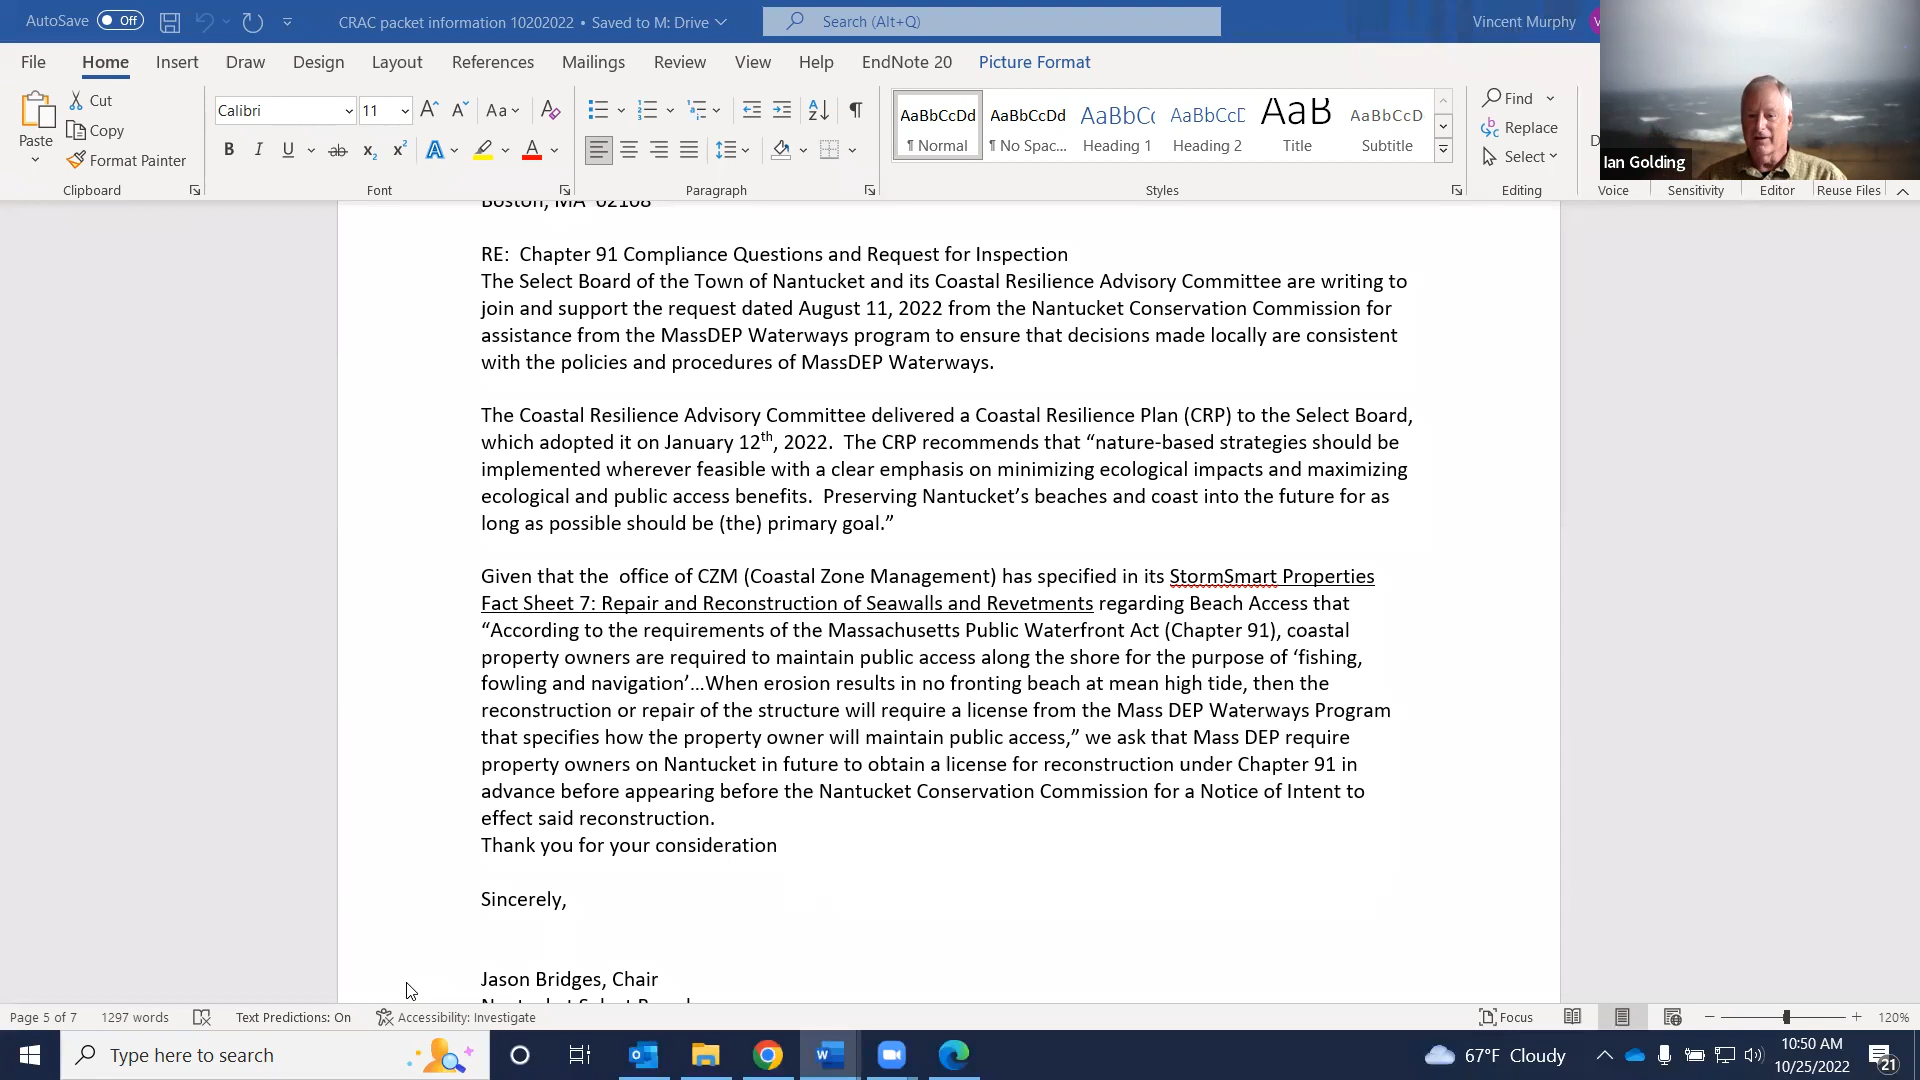 AutoSave Off CRAC packet information 10202022 • Saved to M: Drive Search (Alt+Q) Vincent Murphy
File Home Insert Draw Design Layout References Mailings Review View Help EndNote 20 Picture Format
Paste Cut Copy Format Painter
Calibri 11
AaBbCcDd AaBbCcDd AaBbCc AaBbCcD AaB AaBbCcD
¶ Normal ¶ No Spac... Heading 1 Heading 2 Title Subtitle
Find
Replace
Select
Ian Golding
Clipboard Font Paragraph Styles Editing Voice Sensitivity Editor Reuse Files
Boston, MA 02108
RE: Chapter 91 Compliance Questions and Request for Inspection
The Select Board of the Town of Nantucket and its Coastal Resilience Advisory Committee are writing to
join and support the request dated August 11, 2022 from the Nantucket Conservation Commission for
assistance from the MassDEP Waterways program to ensure that decisions made locally are consistent
with the policies and procedures of MassDEP Waterways.
The Coastal Resilience Advisory Committee delivered a Coastal Resilience Plan (CRP) to the Select Board,
which adopted it on January 12th, 2022. The CRP recommends that “nature-based strategies should be
implemented wherever feasible with a clear emphasis on minimizing ecological impacts and maximizing
ecological and public access benefits. Preserving Nantucket’s beaches and coast into the future for as
long as possible should be (the) primary goal.”
Given that the office of CZM (Coastal Zone Management) has specified in its StormSmart Properties
Fact Sheet 7: Repair and Reconstruction of Seawalls and Revetments regarding Beach Access that
“According to the requirements of the Massachusetts Public Waterfront Act (Chapter 91), coastal
property owners are required to maintain public access along the shore for the purpose of ‘fishing,
fowling and navigation’…When erosion results in no fronting beach at mean high tide, then the
reconstruction or repair of the structure will require a license from the Mass DEP Waterways Program
that specifies how the property owner will maintain public access,” we ask that Mass DEP require
property owners on Nantucket in future to obtain a license for reconstruction under Chapter 91 in
advance before appearing before the Nantucket Conservation Commission for a Notice of Intent to
effect said reconstruction.
Thank you for your consideration
Sincerely,
Jason Bridges, Chair
Nantucket Select Board
Page 5 of 7 1297 words Text Predictions: On Accessibility: Investigate Focus 120%
Type here to search 67°F Cloudy 10:50 AM
10/25/2022 21